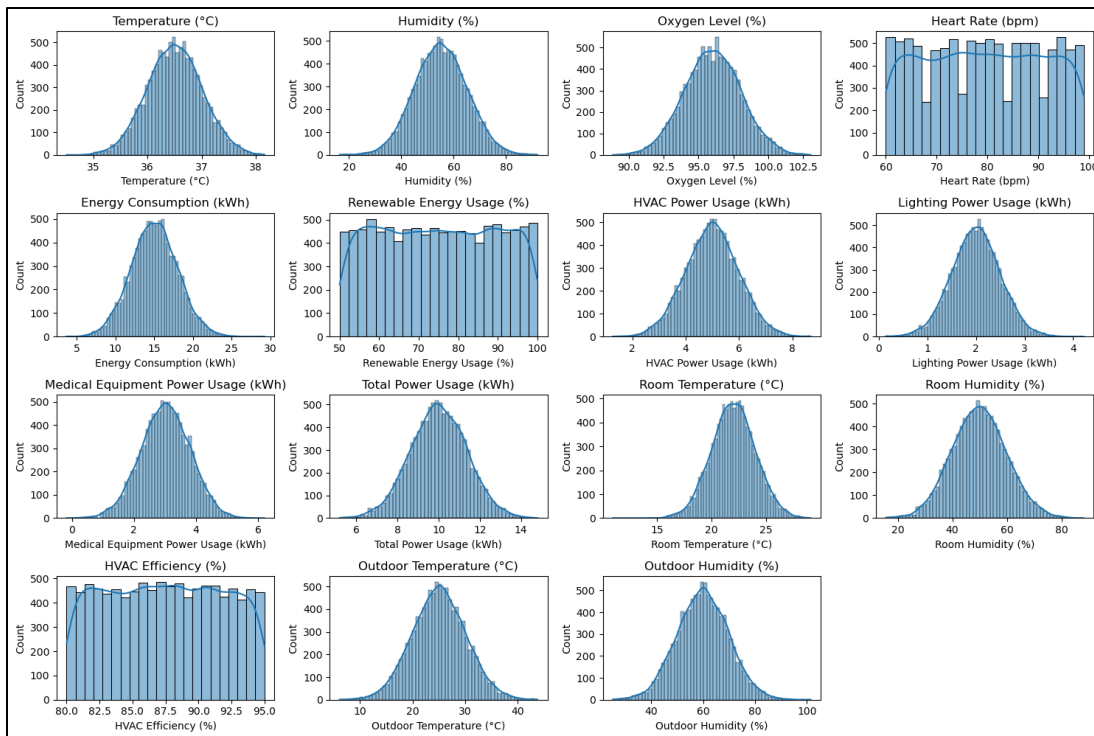 Temperature (°C) Humidity (%) Oxygen Level (%) Heart Rate (bpm)
Count 0 100 200 300 400 500 35 36 37 38 Temperature (°C)
Count 0 100 200 300 400 500 20 40 60 80 Humidity (%)
Count 0 100 200 300 400 500 90.0 92.5 95.0 97.5 100.0 102.5 Oxygen Level (%)
Count 0 100 200 300 400 500 60 70 80 90 100 Heart Rate (bpm)
Energy Consumption (kWh) Renewable Energy Usage (%) HVAC Power Usage (kWh) Lighting Power Usage (kWh)
Count 0 100 200 300 400 500 5 10 15 20 25 30 Energy Consumption (kWh)
Count 0 100 200 300 400 500 50 60 70 80 90 100 Renewable Energy Usage (%)
Count 0 100 200 300 400 500 2 4 6 8 HVAC Power Usage (kWh)
Count 0 100 200 300 400 500 0 1 2 3 4 Lighting Power Usage (kWh)
Medical Equipment Power Usage (kWh) Total Power Usage (kWh) Room Temperature (°C) Room Humidity (%)
Count 0 100 200 300 400 500 0 2 4 6 Medical Equipment Power Usage (kWh)
Count 0 100 200 300 400 500 6 8 10 12 14 Total Power Usage (kWh)
Count 0 100 200 300 400 500 15 20 25 Room Temperature (°C)
Count 0 100 200 300 400 500 20 40 60 80 Room Humidity (%)
HVAC Efficiency (%) Outdoor Temperature (°C) Outdoor Humidity (%)
Count 0 100 200 300 400 500 80.0 82.5 85.0 87.5 90.0 92.5 95.0 HVAC Efficiency (%)
Count 0 100 200 300 400 500 10 20 30 40 Outdoor Temperature (°C)
Count 0 100 200 300 400 500 40 60 80 100 Outdoor Humidity (%)